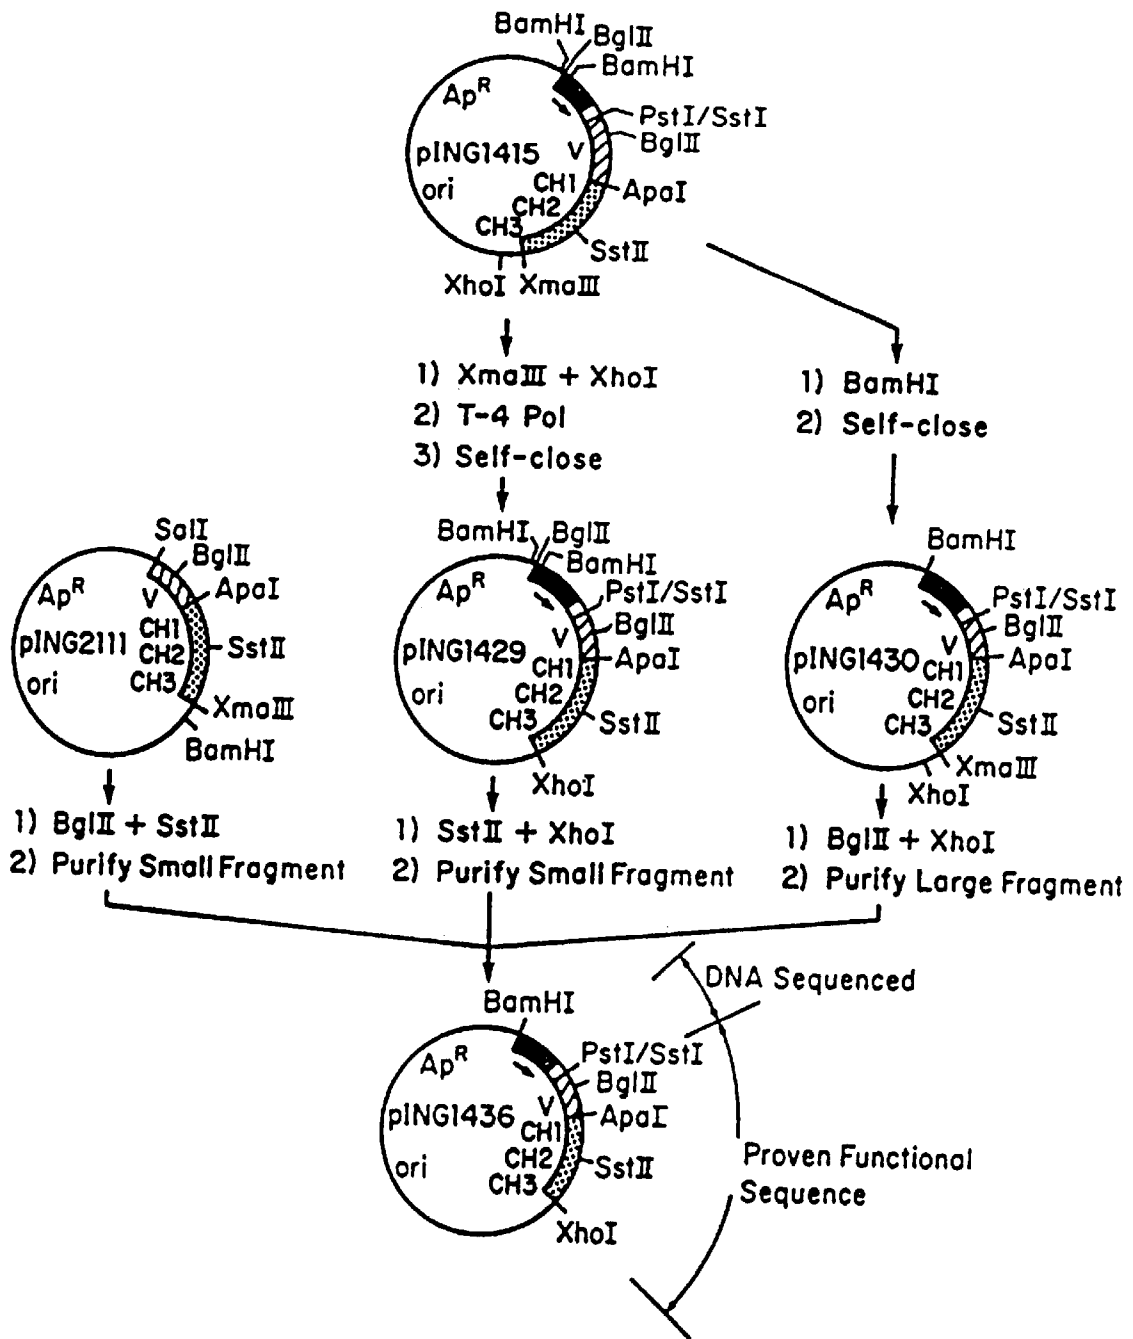 BamHI
BglII
BamHI
Ap^R
PstI/SstI
BglII
pING1415
V
ori
CH1
ApaI
CH2
CH3
SstII
XhoI XmaIII
1) XmaIII + XhoI
2) T-4 Pol
3) Self-close
1) BamHI
2) Self-close
SalI
BglII
ApaI
Ap^R
V
CH1
pING2111
CH2
SstII
ori
CH3
XmaIII
BamHI
1) BglII + SstII
2) Purify Small Fragment
BamHI
BglII
BamHI
Ap^R
PstI/SstI
V
BglII
pING1429
CH1
ApaI
ori
CH2
CH3
SstII
XhoI
1) SstII + XhoI
2) Purify Small Fragment
BamHI
Ap^R
PstI/SstI
V
BglII
pING1430
CH1
ApaI
ori
CH2
CH3
SstII
XmaIII
XhoI
1) BglII + XhoI
2) Purify Large Fragment
BamHI
DNA Sequenced
Ap^R
PstI/SstI
BglII
V
ApaI
pING1436
CH1
ori
CH2
SstII
CH3
XhoI
Proven Functional
Sequence